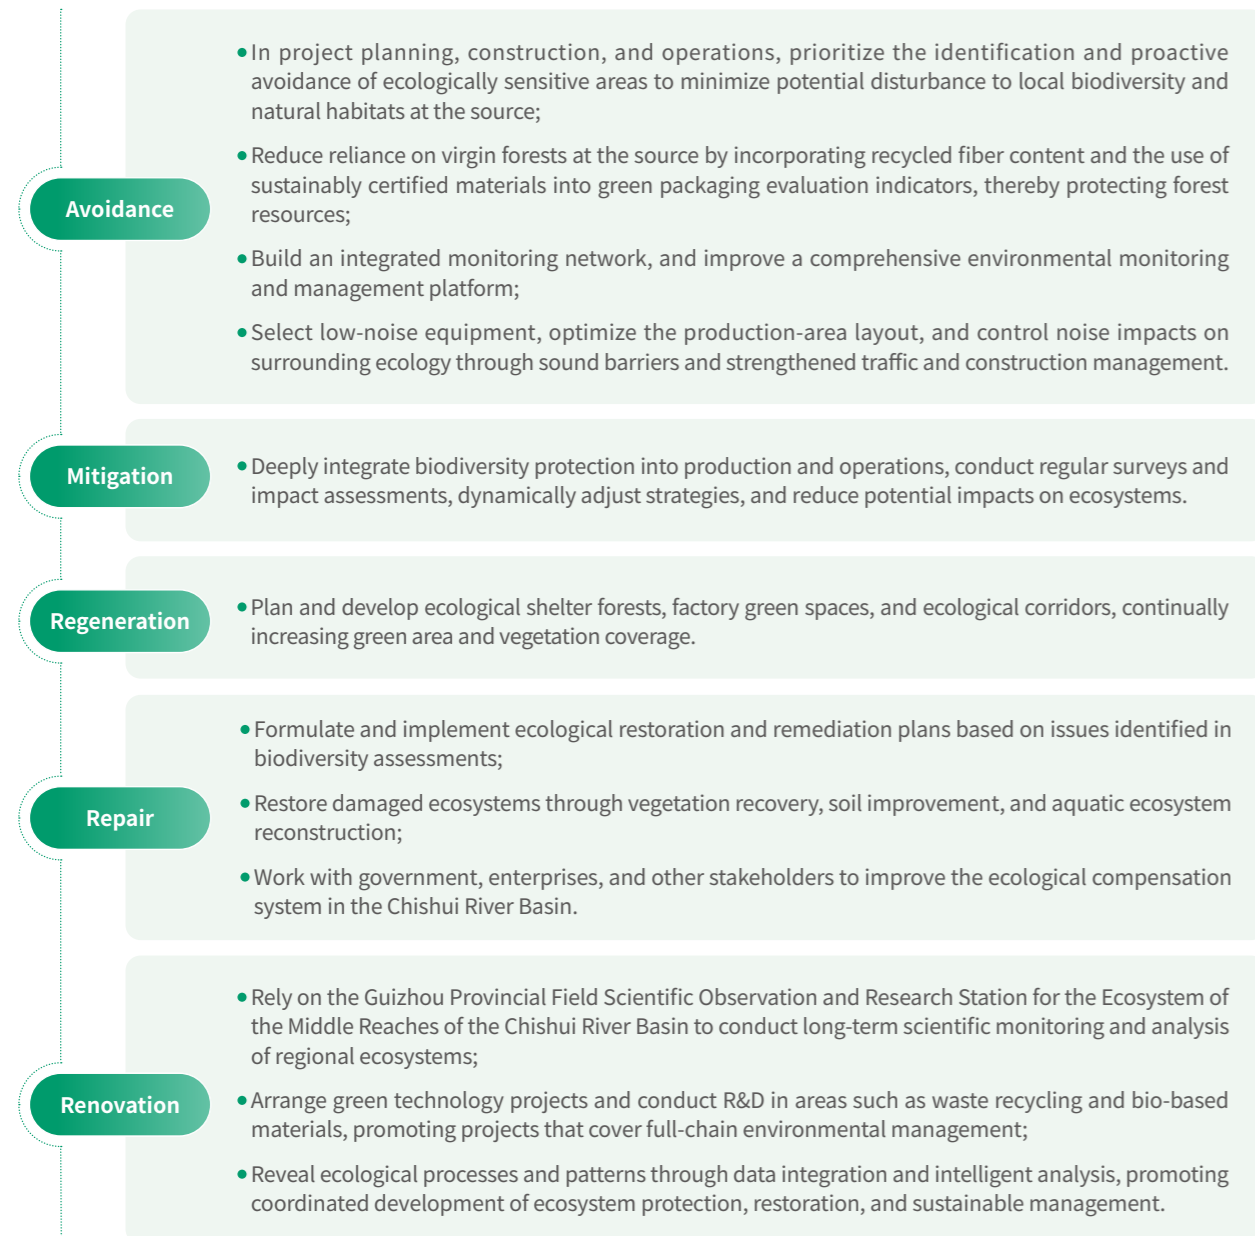 Avoidance
In project planning, construction, and operations, prioritize the identification and proactive
avoidance of ecologically sensitive areas to minimize potential disturbance to local biodiversity and
natural habitats at the source;
Reduce reliance on virgin forests at the source by incorporating recycled fiber content and the use of
sustainably certified materials into green packaging evaluation indicators, thereby protecting forest
resources;
Build an integrated monitoring network, and improve a comprehensive environmental monitoring
and management platform;
Select low-noise equipment, optimize the production-area layout, and control noise impacts on
surrounding ecology through sound barriers and strengthened traffic and construction management.
Mitigation
Deeply integrate biodiversity protection into production and operations, conduct regular surveys and
impact assessments, dynamically adjust strategies, and reduce potential impacts on ecosystems.
Regeneration
Plan and develop ecological shelter forests, factory green spaces, and ecological corridors, continually
increasing green area and vegetation coverage.
Repair
Formulate and implement ecological restoration and remediation plans based on issues identified in
biodiversity assessments;
Restore damaged ecosystems through vegetation recovery, soil improvement, and aquatic ecosystem
reconstruction;
Work with government, enterprises, and other stakeholders to improve the ecological compensation
system in the Chishui River Basin.
Renovation
Rely on the Guizhou Provincial Field Scientific Observation and Research Station for the Ecosystem of
the Middle Reaches of the Chishui River Basin to conduct long-term scientific monitoring and analysis
of regional ecosystems;
Arrange green technology projects and conduct R&D in areas such as waste recycling and bio-based
materials, promoting projects that cover full-chain environmental management;
Reveal ecological processes and patterns through data integration and intelligent analysis, promoting
coordinated development of ecosystem protection, restoration, and sustainable management.